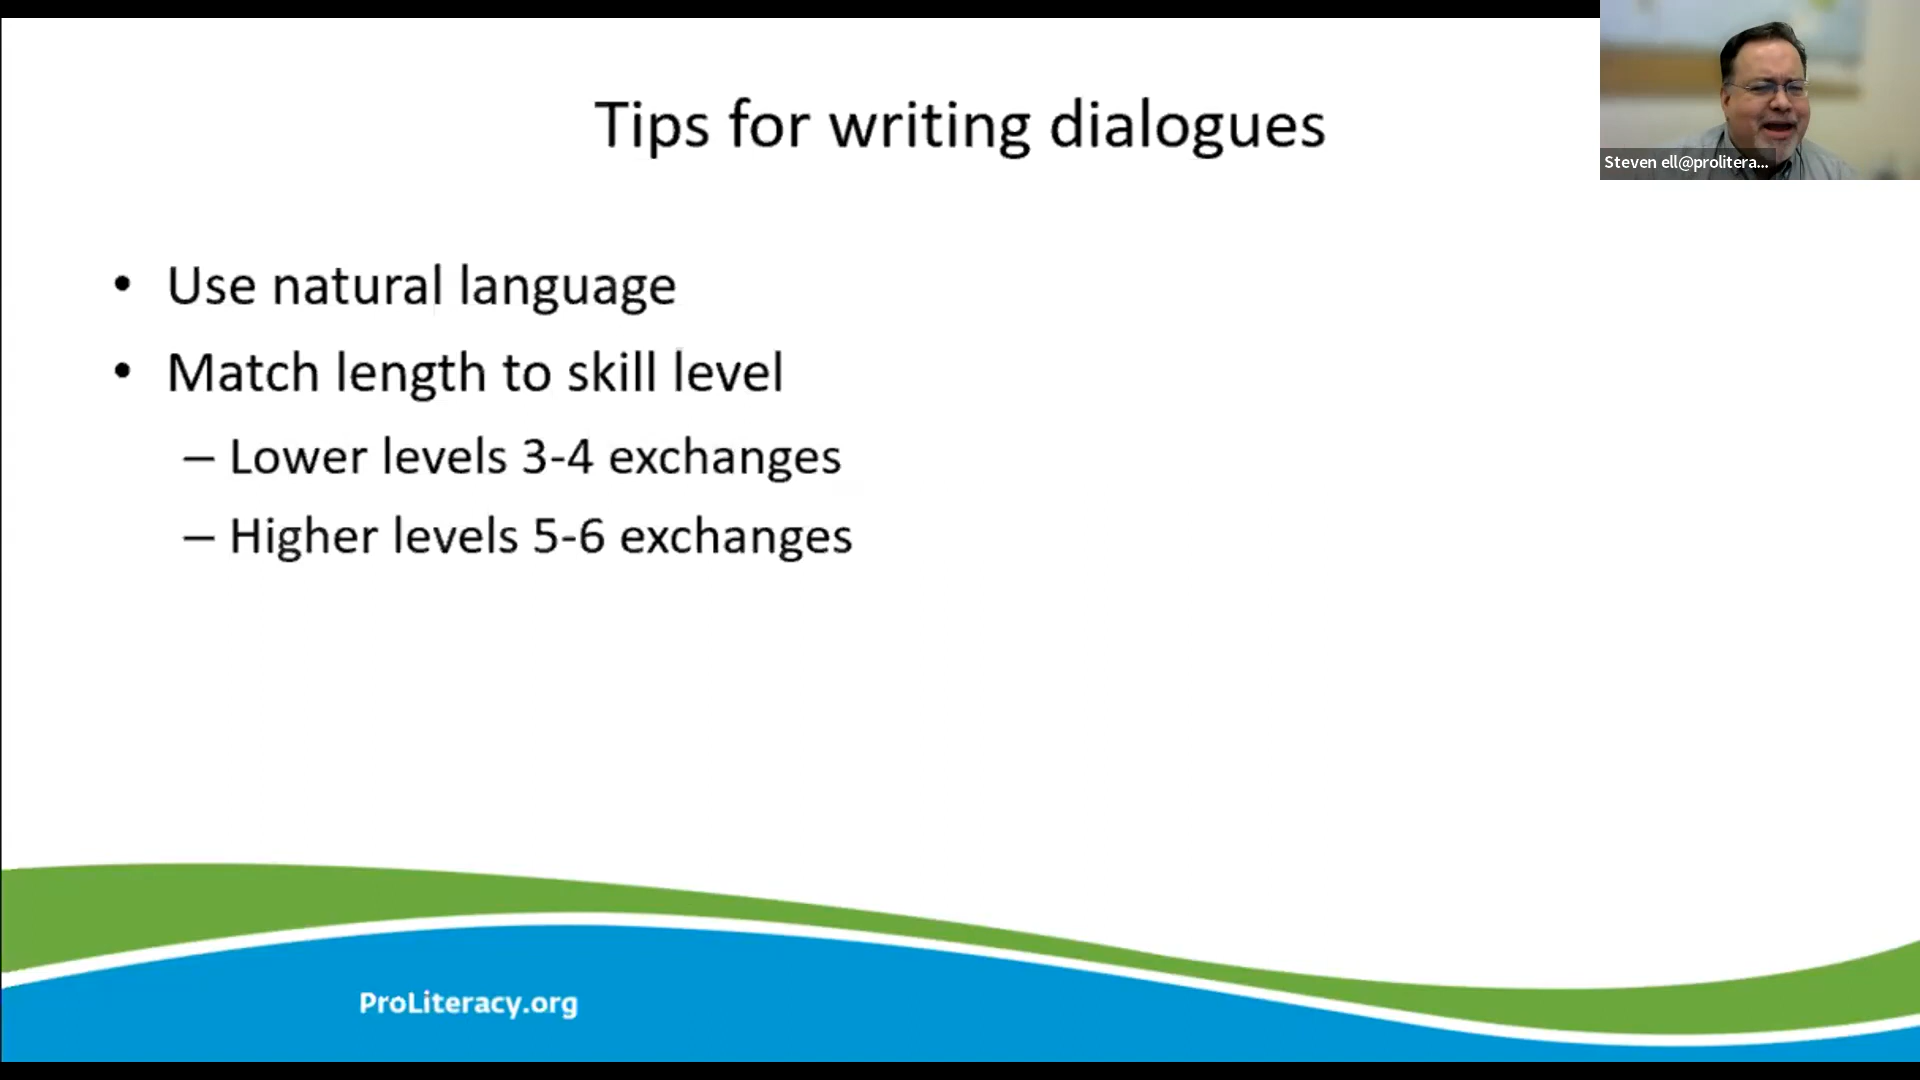 Tips for writing dialogues
Steven ell@prolitera...
• Use natural language
• Match length to skill level
– Lower levels 3-4 exchanges
– Higher levels 5-6 exchanges
ProLiteracy.org